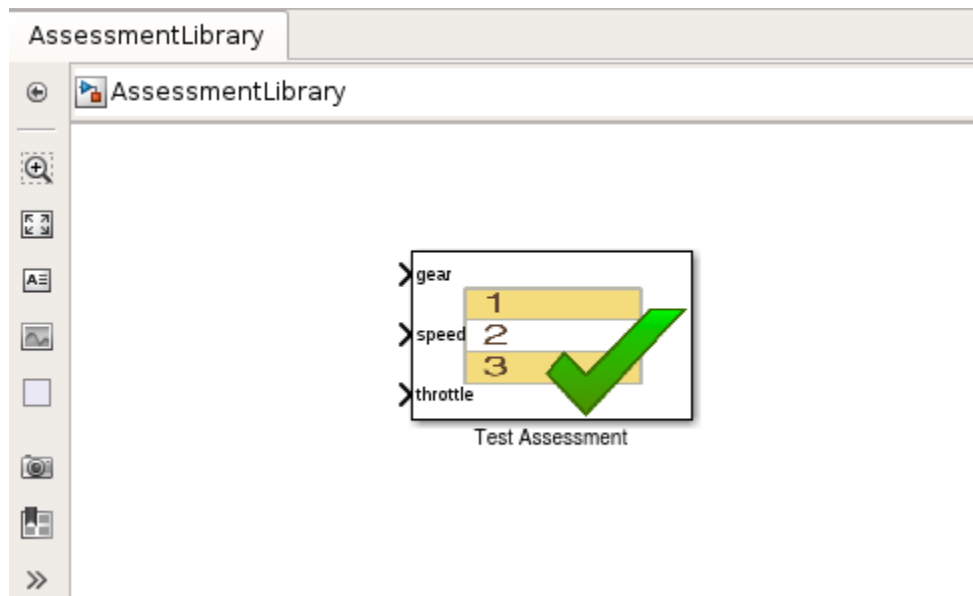 AssessmentLibrary
AssessmentLibrary
A
gear
1
speed 2
3
throttle
Test Assessment